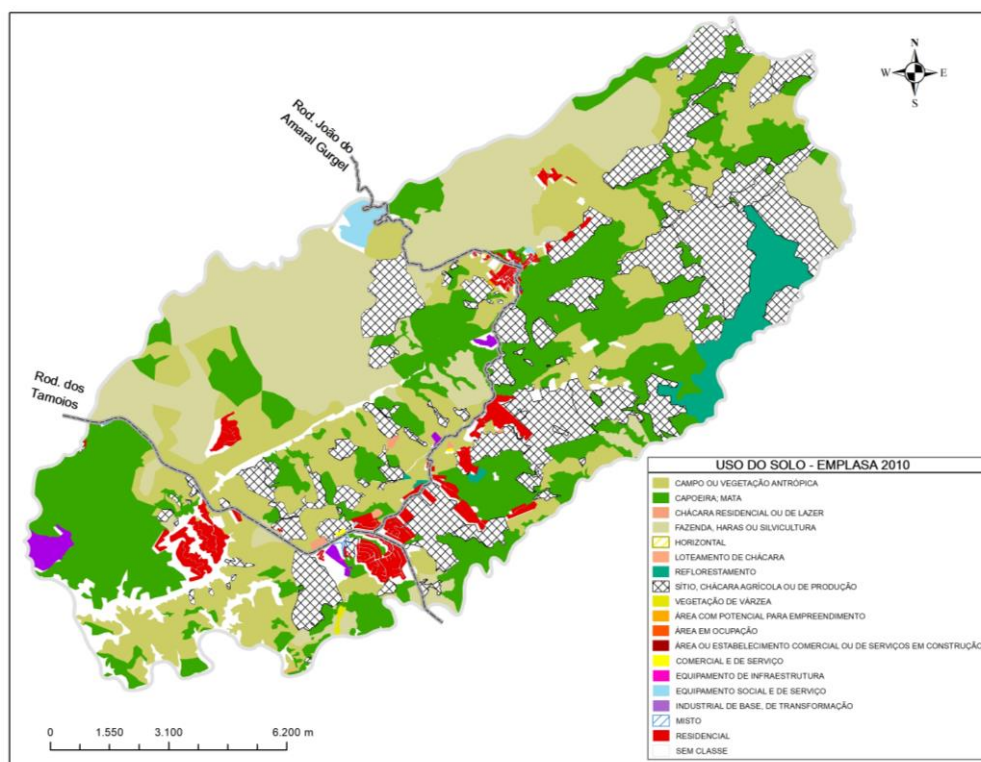 N
W E
S
Rod. João do
Amaral Gurgel
Rod. dos
Tamoios
USO DO SOLO - EMPLASA 2010
CAMPO OU VEGETAÇÃO ANTRÓPICA
CAPOEIRA; MATA
CHÁCARA RESIDENCIAL OU DE LAZER
FAZENDA, HARAS OU SILVICULTURA
HORIZONTAL
LOTEAMENTO DE CHÁCARA
REFLORESTAMENTO
SÍTIO, CHÁCARA AGRÍCOLA OU DE PRODUÇÃO
VEGETAÇÃO DE VÁRZEA
ÁREA COM POTENCIAL PARA EMPREENDIMENTO
ÁREA EM OCUPAÇÃO
ÁREA OU ESTABELECIMENTO COMERCIAL OU DE SERVIÇOS EM CONSTRUÇÃO
COMERCIAL E DE SERVIÇO
EQUIPAMENTO DE INFRAESTRUTURA
EQUIPAMENTO SOCIAL E DE SERVIÇO
INDUSTRIAL DE BASE, DE TRANSFORMAÇÃO
MISTO
RESIDENCIAL
SEM CLASSE
0 1.550 3.100 6.200 m